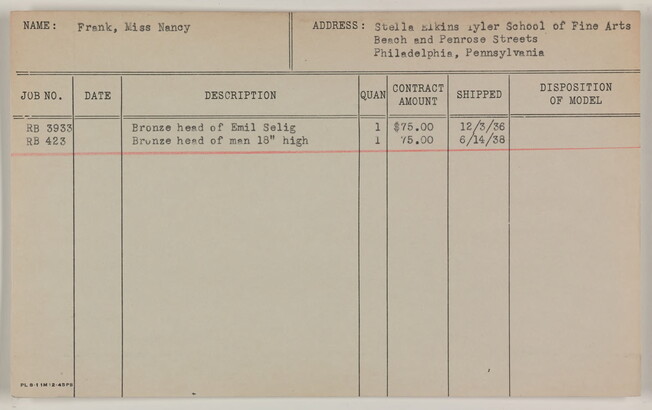 NAME: Frank, Miss Nancy ADDRESS: Stella Elkins Tyler School of Fine Arts
Beach and Penrose Streets
Philadelphia, Pennsylvania
JOB NO. DATE DESCRIPTION QUAN CONTRACT AMOUNT SHIPPED DISPOSITION OF MODEL
RB 3933 Bronze head of Emil Selig 1 $75.00 12/3/36
RB 423 Bronze head of man 18" high 1 75.00 6/14/38